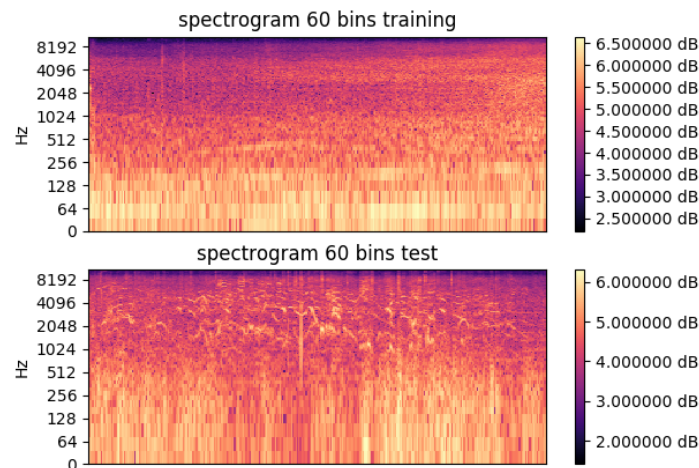 spectrogram 60 bins training
8192
4096
2048
1024
512
256
128
64
0
Hz
6.500000 dB
6.000000 dB
5.500000 dB
5.000000 dB
4.500000 dB
4.000000 dB
3.500000 dB
3.000000 dB
2.500000 dB
spectrogram 60 bins test
8192
4096
2048
1024
512
256
128
64
0
Hz
6.000000 dB
5.000000 dB
4.000000 dB
3.000000 dB
2.000000 dB